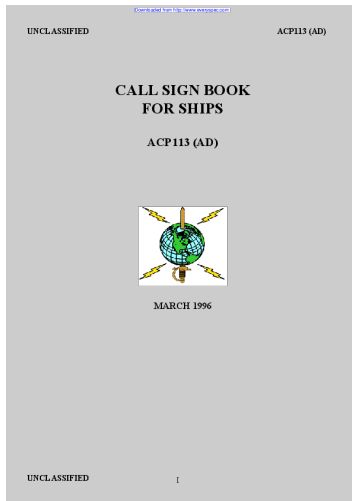 Downloaded from http://www.everyspec.com
UNCLASSIFIED ACP113 (AD)
CALL SIGN BOOK
FOR SHIPS
ACP113 (AD)
MARCH 1996
UNCLASSIFIED I